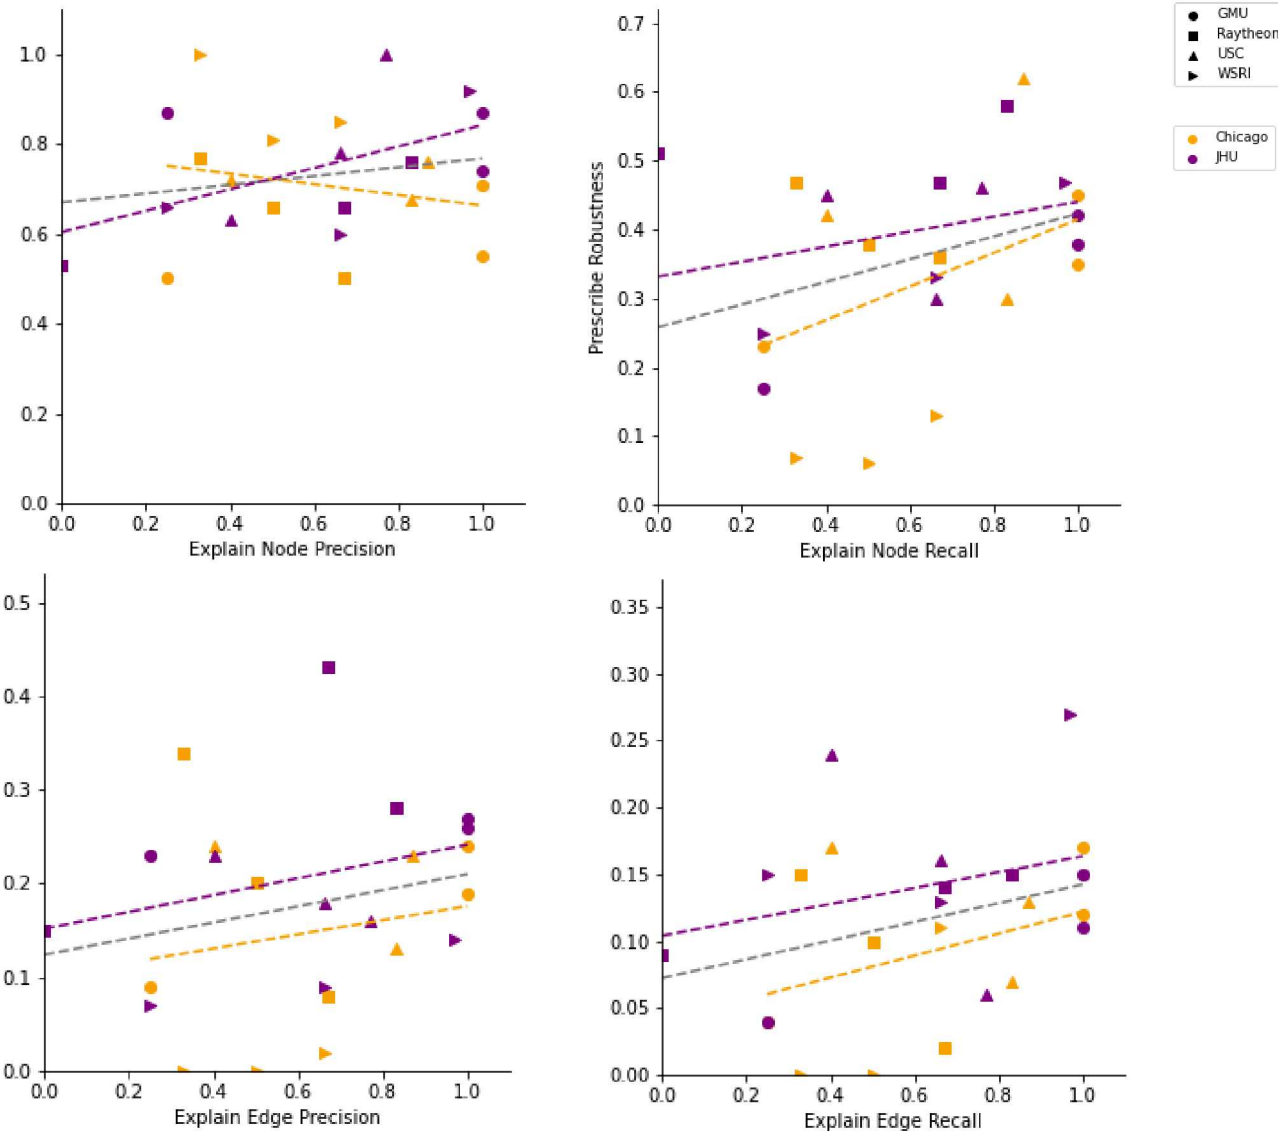 1.0
0.8
0.6
0.4
0.2
0.0
0.0 0.2 0.4 0.6 0.8 1.0
Explain Node Precision
Prescribe Robustness
0.7
0.6
0.5
0.4
0.3
0.2
0.1
0.0
0.0 0.2 0.4 0.6 0.8 1.0
Explain Node Recall
GMU
Raytheon
USC
WSRI
Chicago
JHU
0.5
0.4
0.3
0.2
0.1
0.0
0.0 0.2 0.4 0.6 0.8 1.0
Explain Edge Precision
0.35
0.30
0.25
0.20
0.15
0.10
0.05
0.00
0.0 0.2 0.4 0.6 0.8 1.0
Explain Edge Recall